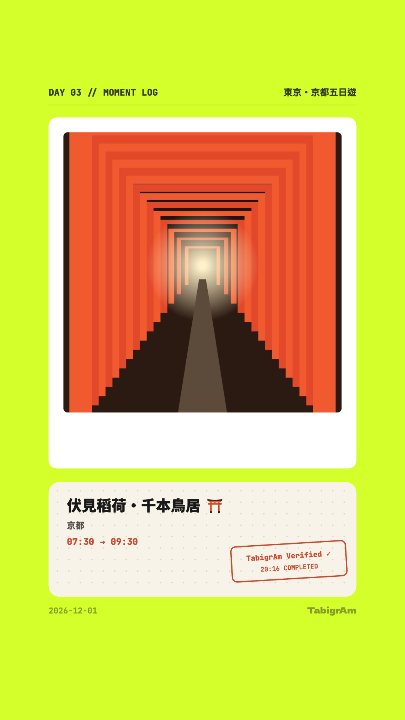 DAY 03 // MOMENT LOG
東京・京都五日遊
伏見稲荷・千本鳥居 ⛩️
京都
07:30 → 09:30
TabigrAm Verified ✓
20:16 COMPLETED
2026-12-01
TabigrAm